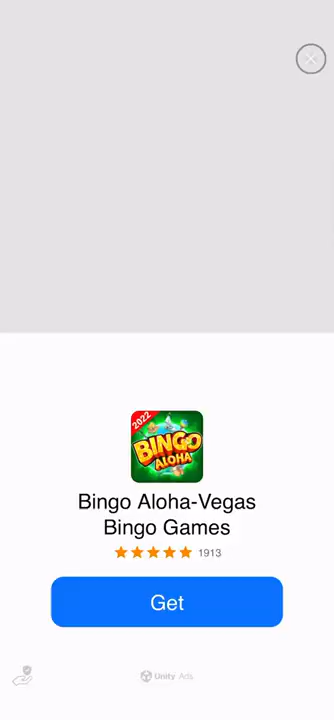 2022
BINGO
ALOHA
Bingo Aloha-Vegas
Bingo Games
1913
Get
Unity Ads